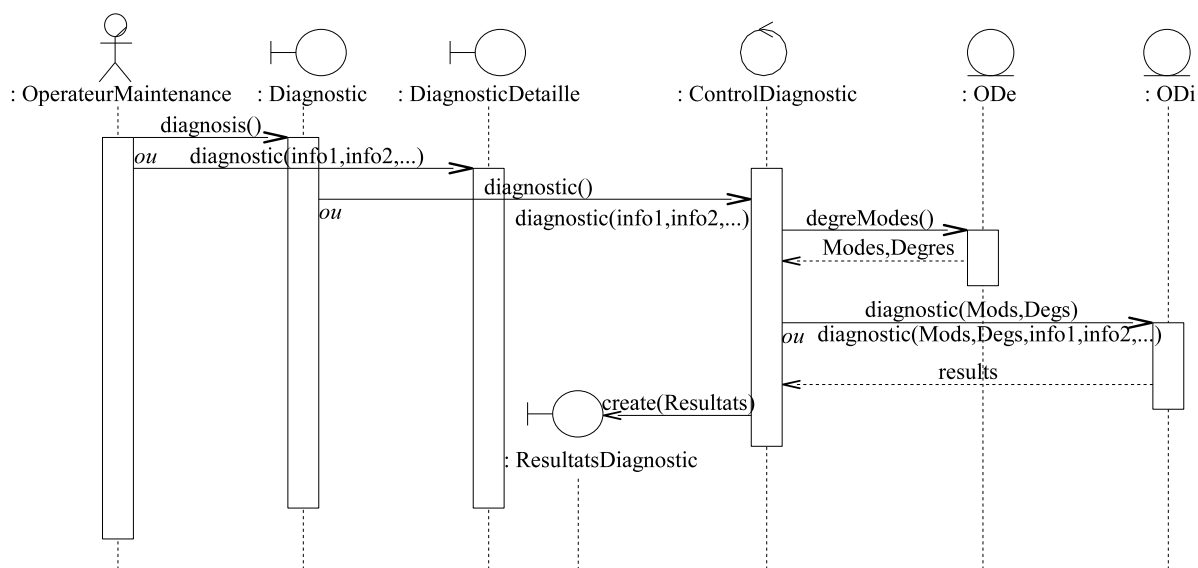 : OperateurMaintenance : Diagnostic : DiagnosticDetaille : ControlDiagnostic : ODe : ODi
diagnosis()
ou diagnostic(info1,info2,...)
diagnostic()
ou diagnostic(info1,info2,...)
degreModes()
Modes,Degres
diagnostic(Mods,Degs)
ou diagnostic(Mods,Degs,info1,info2,...)
results
create(Resultats)
: ResultatsDiagnostic